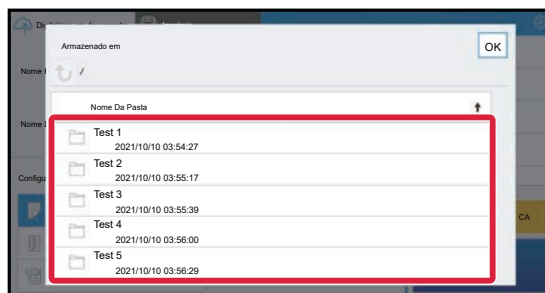 Armazenado em
OK
/
Nome Da Pasta
Test 1
2021/10/10 03:54:27
Test 2
2021/10/10 03:55:17
Test 3
2021/10/10 03:55:39
Test 4
2021/10/10 03:56:00
Test 5
2021/10/10 03:56:29
Nome
Nome
CA